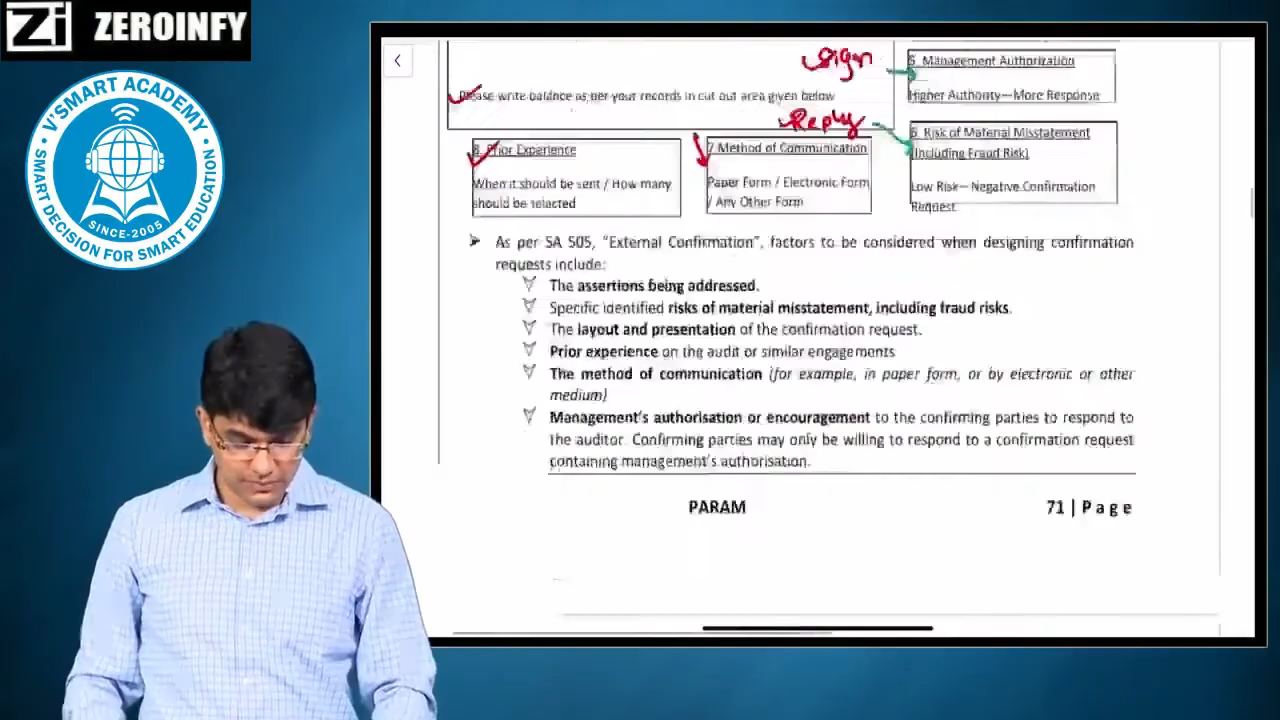 Zi ZEROINFY
V'SMART ACADEMY
SINCE-2005
SMART DECISION FOR SMART EDUCATION
Sign
5 Management Authorization
Higher Authority—More Response
Please write balance as per your records in cut out area given below
Reply
6 Risk of Material Misstatement
(Including Fraud Risk)
Low Risk—Negative Confirmation
Request
8 Prior Experience
When it should be sent / How many
should be selected
7 Method of Communication
Paper Form / Electronic Form
/ Any Other Form
As per SA 505, "External Confirmation", factors to be considered when designing confirmation
requests include:
The assertions being addressed.
Specific identified risks of material misstatement, including fraud risks.
The layout and presentation of the confirmation request.
Prior experience on the audit or similar engagements
The method of communication (for example, in paper form, or by electronic or other
medium)
Management's authorisation or encouragement to the confirming parties to respond to
the auditor. Confirming parties may only be willing to respond to a confirmation request
containing management's authorisation.
PARAM
71 | Page